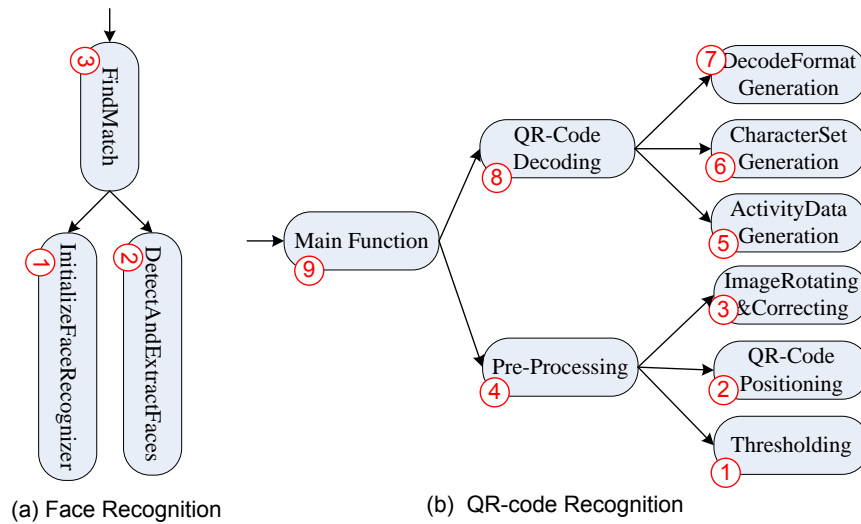 3
FindMatch
1
InitializeFaceRecognizer
2
DetectAndExtractFaces
(a) Face Recognition
Main Function
9
QR-Code
Decoding
8
7
DecodeFormat
Generation
CharacterSet
Generation
6
ActivityData
Generation
5
Pre-Processing
4
ImageRotating
&Correcting
3
QR-Code
Positioning
2
Thresholding
1
(b) QR-code Recognition